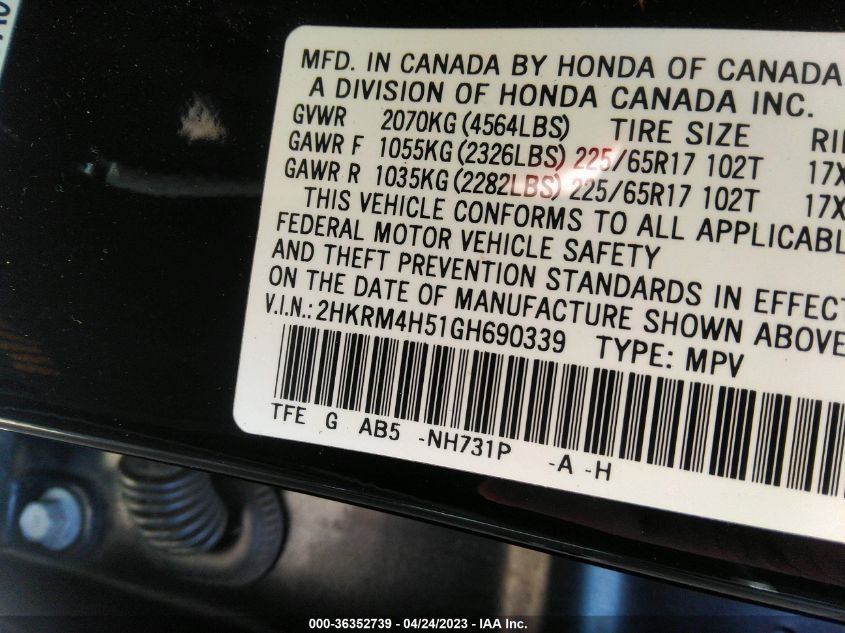 MFD. IN CANADA BY HONDA OF CANADA
A DIVISION OF HONDA CANADA INC.
GVWR 2070KG (4564LBS) TIRE SIZE
GAWR F 1055KG (2326LBS) 225/65R17 102T 17X
GAWR R 1035KG (2282LBS) 225/65R17 102T 17X
THIS VEHICLE CONFORMS TO ALL
FEDERAL MOTOR VEHICLE SAFETY
AND THEFT PREVENTION STANDARDS IN
ON THE DATE OF MANUFACTURE SHOWN ABOVE
V.I.N.: 2HKRM4H51GH690339 TYPE: MPV
TFE G AB5 -NH731P -A -H
000-36352739 - 04/24/2023 - IAA Inc.